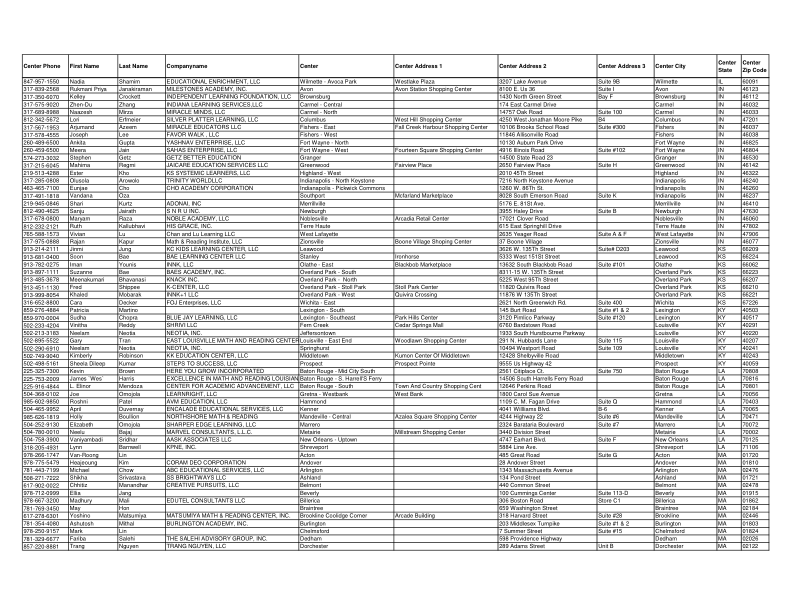 Center Phone First Name Last Name Companyname Center Center Address 1 Center Address 2 Center Address 3 Center City Center State Center Zip Code
847-957-1550 Nadia Shamim EDUCATIONAL ENRICHMENT, LLC Wilmette - Avoca Park Westlake Plaza 3207 Lake Avenue Suite 9B Wilmette IL 60091
317-839-2568 Rukmani Priya Janakiraman MILESTONES ACADEMY, INC. Avon Avon Station Shopping Center 8100 E. Us 36 Suite I Avon IN 46123
317-350-6070 Kelley Crockett INDEPENDENT LEARNING FOUNDATION, LLC Brownsburg 1430 North Green Street Bay F Brownsburg IN 46112
317-575-9020 Zhen-Du Zhang INDIANA LEARNING SERVICES,LLC Carmel - Central 174 East Carmel Drive Carmel IN 46032
317-689-8988 Naazesh Mirza MIRACLE MINDS, LLC Carmel - North 14757 Oak Road Suite 100 Carmel IN 46033
812-342-5672 Lori Ertmoer SILVER PLATTER LEARNING, LLC Columbus West Hill Shopping Center 4250 West Jonathan Moore Pike B4 Columbus IN 47201
317-567-1953 Arjumand Azeem MIRACLE EDUCATORS LLC Fishers - East Fall Creek Harbour Shopping Center 10106 Brooks School Road Suite #300 Fishers IN 46037
317-578-4555 Joseph Lee FAVOR WALK , LLC Fishers West 11846 Allisonville Road Fishers IN 46038
260-489-6500 Ankita Gupta YASHNAV ENTERPRISE, LLC Fort Wayne - North 10130 Auburn Park Drive Fort Wayne IN 46825
260-459-6500 Meera Jain SAHAS ENTERPRISES, LLC Fort Wayne - West Fourteen Square Shopping Center 4916 Illinois Road Suite #102 Fort Wayne IN 46804
574-273-3032 Stephen Getz GETZ BETTER EDUCATION Granger 14500 State Road 23 Granger IN 46530
317-215-6045 Mahima Regmi JAICARE EDUCATION SERVICES LLC Greenwood Fairview Place 2650 Fairview Place Suite H Greenwood IN 46142
219-513-4288 Ester Kho KS SYSTEMIC LEARNERS, LLC Highland - West 2010 45th Street Highland IN 46322
317-285-0808 Olusola Arowolo TRINITY WORLDLLC Indianapolis - North Keystone 7216 North Keystone Avenue Indianapolis IN 46240
463-465-7100 Eunjae Cho CHO ACADEMY CORPORATION Indianapolis - Pickwick Commons 1260 W. 86Th St. Indianapolis IN 46260
317-491-1818 Vandana Oza Southport Mcfarland Marketplace 8028 South Emerson Road Suite K Indianapolis IN 46237
219-945-0846 Shari Kurtz ADONAI, INC Merrillville 5176 E. 81St Ave. Merrillville IN 46410
812-490-4625 Sanju Jairath S N R U INC. Newburgh 3955 Haley Drive Suite B Newburgh IN 47630
317-678-0800 Maryam Raza NOBLE ACADEMY, LLC Noblesville Arcadia Retail Center 17021 Clover Road Noblesville IN 46060
812-232-2121 Ruth Kallubhavi HIS GRACE, INC. Terre Haute 615 East Springhill Drive Terre Haute IN 47802
765-588-1573 Vivian Lu Chan and Lu Learning LLC West Lafayette 2635 Yeager Road Suite A & F West Lafayette IN 47906
317-975-0888 Rajan Kapur Math & Reading Institute, LLC Zionsville Boone Village Shoping Center 37 Boone Village Zionsville IN 46077
913-214-2111 Jinmi Jung KC KIDS LEARNING CENTER, LLC Leawood 3626 W. 135Th Street Suite# D203 Leawood KS 66209
913-681-0400 Soon Bae BAE LEARNING CENTER LLC Stanley Ironhorse 5333 West 151St Street Leawood KS 66224
913-782-0275 Iman Younis INNK, LLC Olathe - East Blackbob Marketplace 13632 South Blackbob Road Suite #101 Olathe KS 66062
913-897-1111 Suzanne Bae BAES ACADEMY, INC. Overland Park - South 8311-15 W. 135Th Street Overland Park KS 66223
913-485-3678 Meenakumari Bhavanasi KNACK INC. Overland Park - North 5225 West 95Th Street Overland Park KS 66207
913-451-1130 Fred Shippee K-CENTER, LLC Overland Park - Stoll Park Stoll Park Center 11820 Quivira Road Overland Park KS 66210
913-999-8054 Khaled Mobarak INNK+1 LLC Overland Park - West Quivira Crossing 11876 W 135Th Street Overland Park KS 66221
316-652-8800 Cara Decker FOJ Enterprises, LLC Wichita - East 2621 North Greenwich Rd. Suite 400 Wichita KS 67226
859-276-4884 Patricia Martino Lexington - South 145 Burt Road Suite #1 & 2 Lexington KY 40503
859-970-0004 Sudha Chopra BLUE JAY LEARNING, LLC Lexington - Southeast Park Hills Center 3120 Pimlico Parkway Suite #120 Lexington KY 40517
502-233-4204 Vinitha Reddy SHRIVI LLC Fern Creek Cedar Springs Mall 6760 Bardstown Road Louisville KY 40291
502-213-3183 Neelam Neotia NEOTIA, INC. Jeffersontown 1933 South Hurstbourne Parkway Louisville KY 40220
502-895-5522 Gary Tran EAST LOUISVILLE MATH AND READING CENTER Louisville - East End Woodlawn Shopping Center 291 N. Hubbards Lane Suite 115 Louisville KY 40207
502-290-6910 Neelam Neotia NEOTIA, INC. Springhurst 10494 Westport Road Suite 109 Louisville KY 40241
502-749-9040 Kimberly Robinson KK EDUCATION CENTER, LLC Middletown Kumon Center Of Middletown 12428 Shelbyville Road Middletown KY 40243
502-498-5161 Sheela Dileep Kumar STEPS TO SUCCESS, LLC Prospect Prospect Pointe 9555 Us Highway 42 Prospect KY 40059
225-325-7300 Kevin Brown HERE YOU GROW INCORPORATED Baton Rouge - Mid City South 2561 Citiplace Ct. Suite 750 Baton Rouge LA 70808
225-753-2009 James `Wes` Harris EXCELLENCE IN MATH AND READING LOUISIAN Baton Rouge - S. Harrell'S Ferry 14506 South Harrells Ferry Road Baton Rouge LA 70816
225-916-4844 L. Elinor Mendoza CENTER FOR ACADEMIC ADVANCEMENT, LLC Baton Rouge - South Town And Country Shopping Cent 12046 Perkins Road Baton Rouge LA 70801
504-368-0102 Joe Omojola LEARNRIGHT, LLC Gretna - Westbank West Bank 1800 Carol Sue Avenue Gretna LA 70056
985-602-9850 Roshni Patel AVM EDUCATION, LLC Hammond 1109 C. M. Fagan Drive Suite Q Hammond LA 70403
504-465-9952 April Duvernay ENCALADE EDUCATIONAL SERVICES, LLC Kenner 4041 Williams Blvd. B-6 Kenner LA 70065
985-626-1819 Holly Boullion NORTHSHORE MATH & READING Mandeville - Central Azalea Square Shopping Center 4244 Highway 22 Suite #6 Mandeville LA 70471
504-252-9130 Elizabeth Omojola SHARPER EDGE LEARNING, LLC Marrero 2324 Barataria Boulevard Suite #7 Marrero LA 70072
504-780-0010 Neelu Bajaj MARVEL CONSULTANTS, L.L.C. Metairie Millstream Shopping Center 3440 Division Street Metairie LA 70002
504-758-3900 Vaniyambadi Sridhar AASK ASSOCIATES LLC New Orleans - Uptown 4747 Earhart Blvd. Suite F New Orleans LA 70125
318-205-4931 Lynn Barnwell KPNE, INC. Shreveport 5884 Line Ave. Shreveport LA 71106
978-266-1747 Van-Roong Lin Acton 485 Great Road Suite G Acton MA 01720
978-775-5479 Heajeoung Kim CORAM DEO CORPORATION Andover 28 Andover Street Andover MA 01810
781-443-7199 Michael Chow ABC EDUCATIONAL SERVICES, LLC Arlington 1343 Massachusetts Avenue Arlington MA 02476
508-271-7222 Shikha Srivastava SS BRIGHTWAYS LLC Ashland 134 Pond Street Ashland MA 01721
617-902-0022 Chhitiz Manandhar CREATIVE PURSUITS, LLC Belmont 440 Common Street Belmont MA 02478
978-712-0999 Ellia Jang Beverly 100 Cummings Center Suite 113-D Beverly MA 01915
978-667-3200 Madhury Mali EDUTEL CONSULTANTS LLC Billerica 306 Boston Road Store C1 Billerica MA 01862
781-769-3450 May Hon Braintree 659 Washington Street Braintree MA 02184
617-278-6301 Yoshino Matsumiya MATSUMIYA MATH & READING CENTER, INC. Brookline Coolidge Corner Arcade Building 318 Harvard Street Suite #28 Brookline MA 02446
781-354-4080 Ashutosh Mithal BURLINGTON ACADEMY, INC. Burlington 203 Middlesex Turnpike Suite #1 & 2 Burlington MA 01803
978-250-9157 Mark Lin Chelmsford 7 Summer Street Suite #15 Chelmsford MA 01824
781-329-6677 Fariba Salehi THE SALEHI ADVISORY GROUP, INC. Dedham 598 Providence Highway Dedham MA 02026
857-220-8881 Trang Nguyen TRANG NGUYEN, LLC Dorchester 289 Adams Street Unit B Dorchester MA 02122